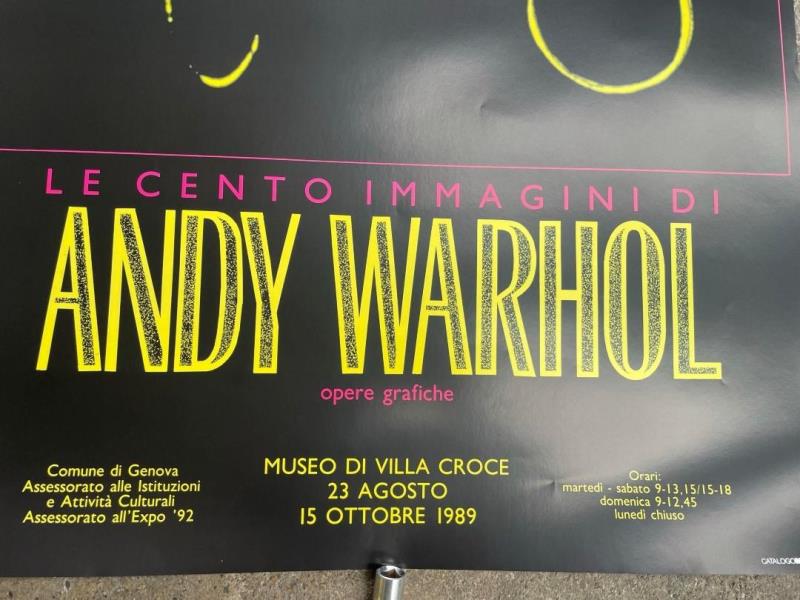 LE CENTO IMMAGINI DI
ANDY WARHOL
opere grafiche
Comune di Genova
Assessorato alle Istituzioni
e Attività Culturali
Assessorato all'Expo '92
MUSEO DI VILLA CROCE
23 AGOSTO
15 OTTOBRE 1989
Orari:
martedì - sabato 9-13,15/15-18
domenica 9-12,45
lunedì chiuso
CATALOGO